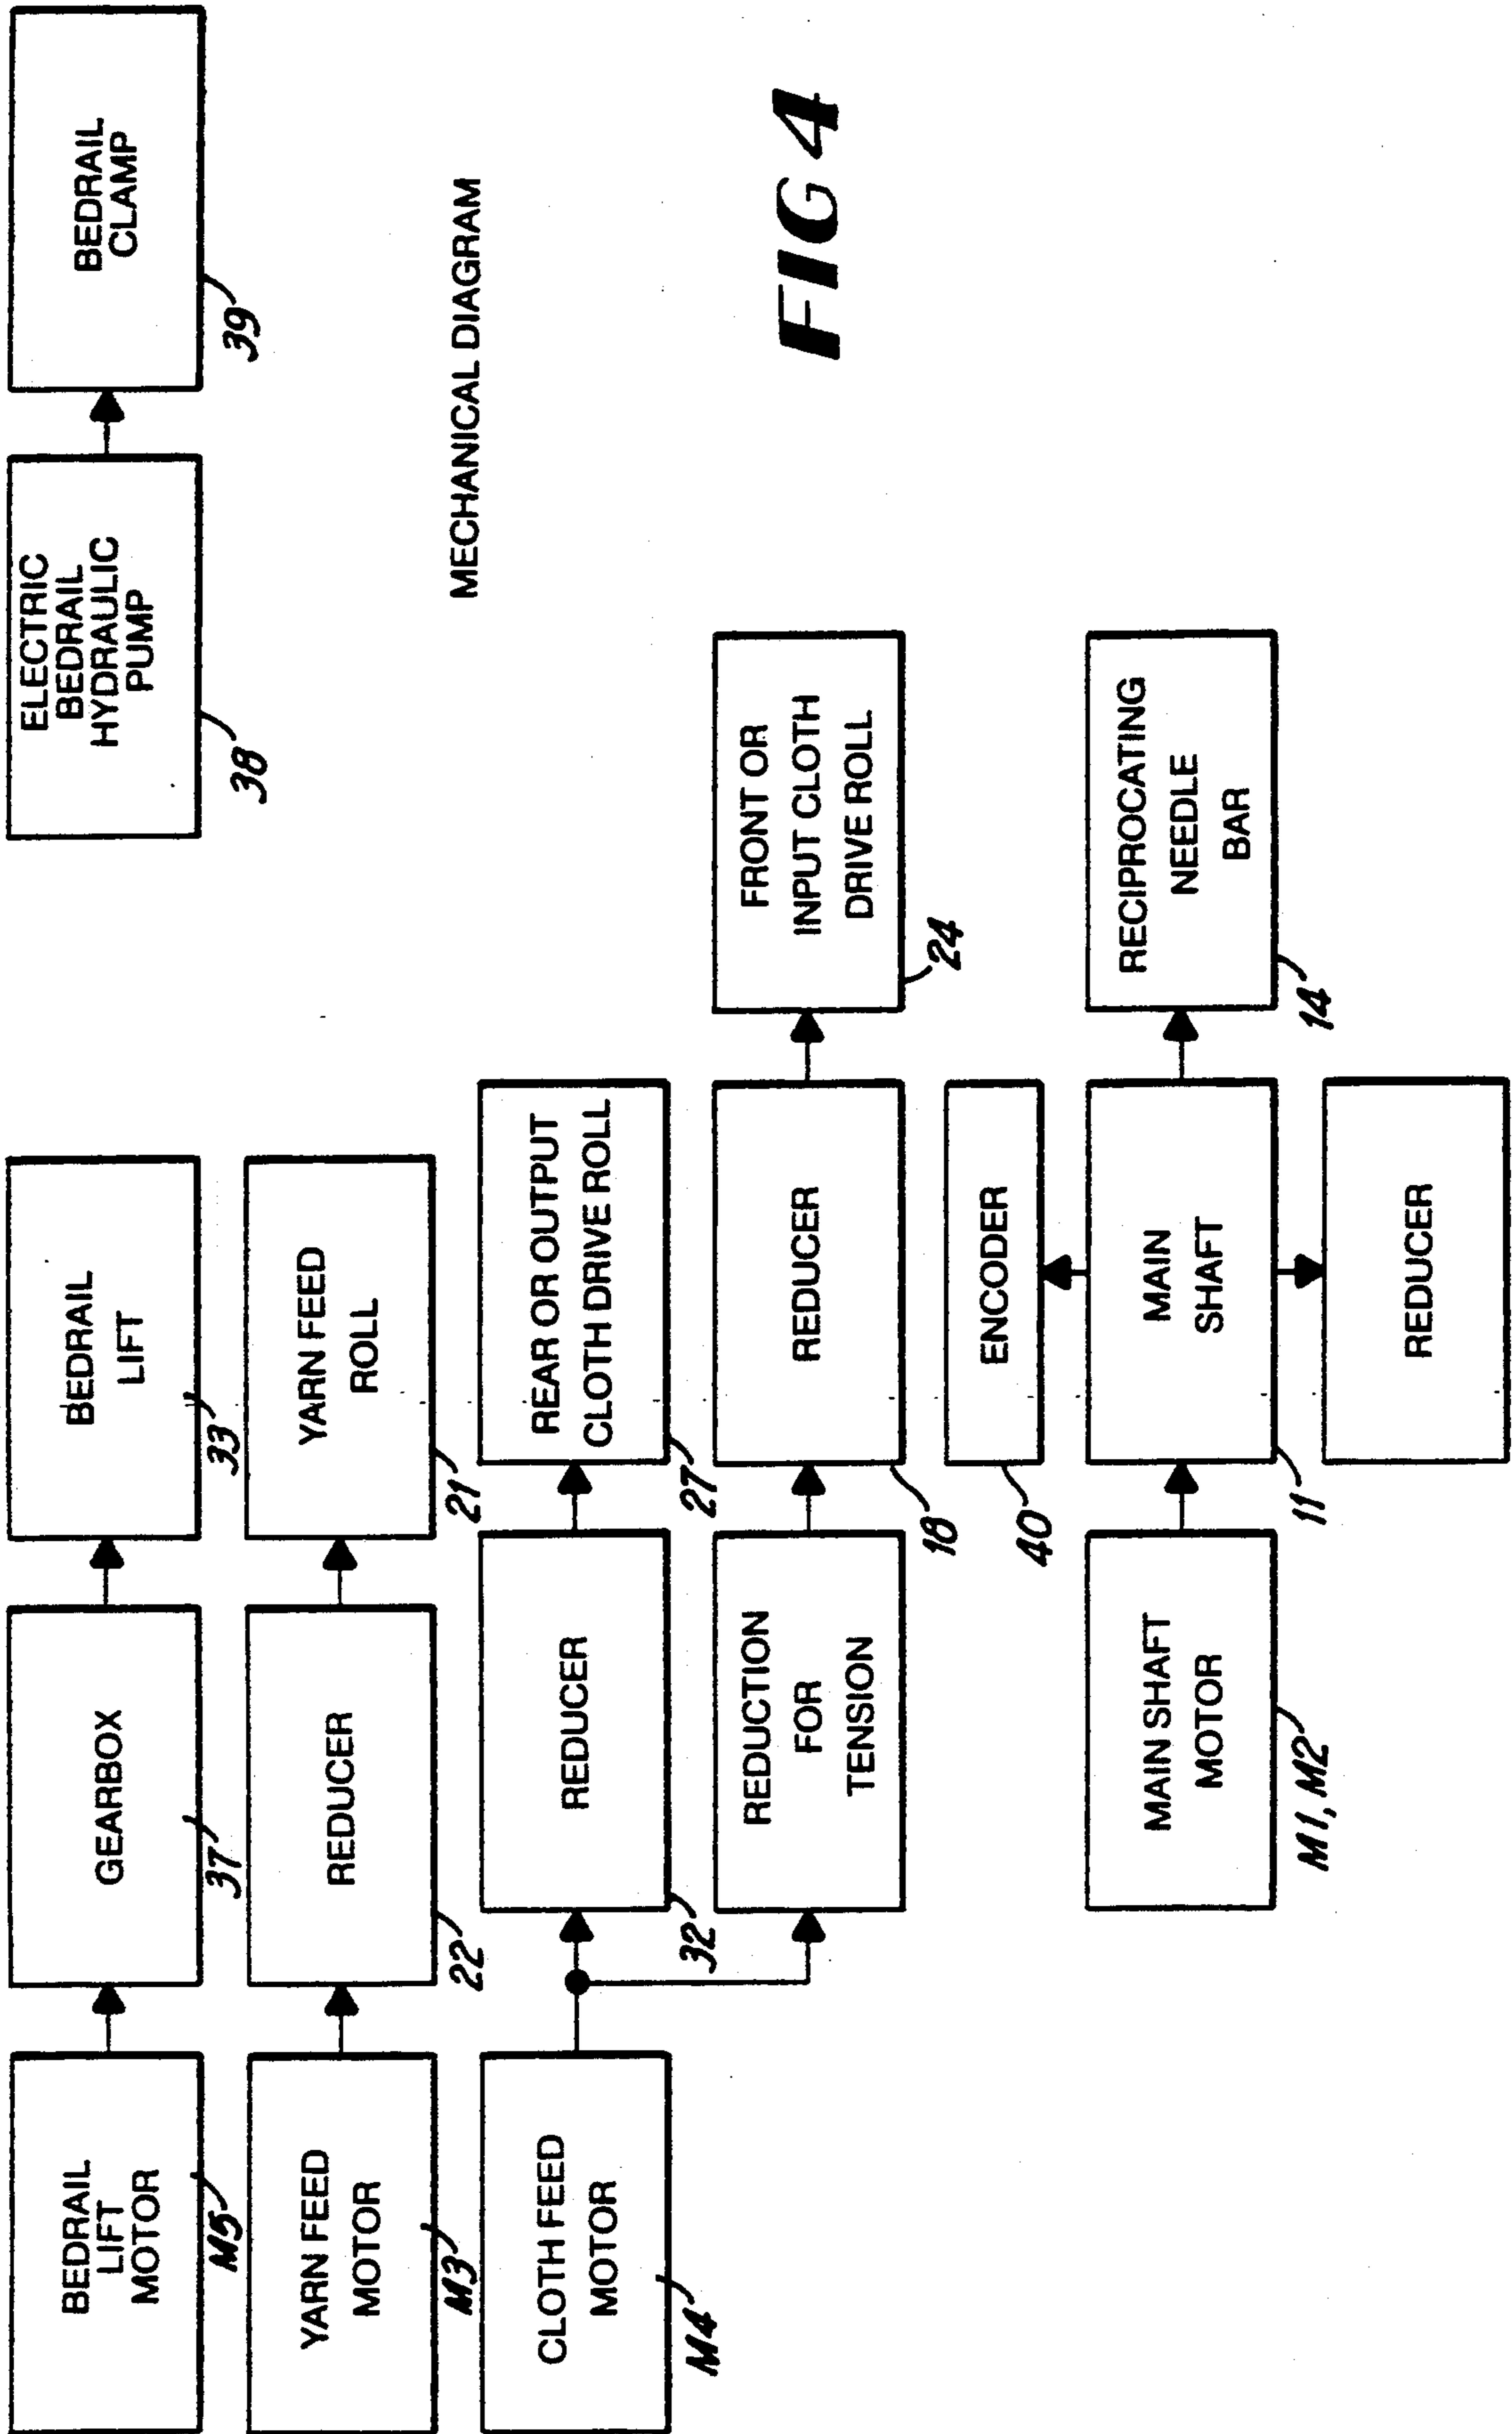 BEDRAIL
LIFT
MOTOR
M5
GEARBOX
37
BEDRAIL
LIFT
33
ELECTRIC
BEDRAIL
HYDRAULIC
PUMP
38
BEDRAIL
CLAMP
39
YARN FEED
MOTOR
M3
REDUCER
22
YARN FEED
ROLL
21
MECHANICAL DIAGRAM
CLOTH FEED
MOTOR
M4
REDUCER
32
REAR OR OUTPUT
CLOTH DRIVE ROLL
27
REDUCTION
FOR
TENSION
REDUCER
18
FRONT OR
INPUT CLOTH
DRIVE ROLL
24
FIG 4
ENCODER
40
MAIN SHAFT
MOTOR
M1, M2
MAIN
SHAFT
11
RECIPROCATING
NEEDLE
BAR
14
REDUCER